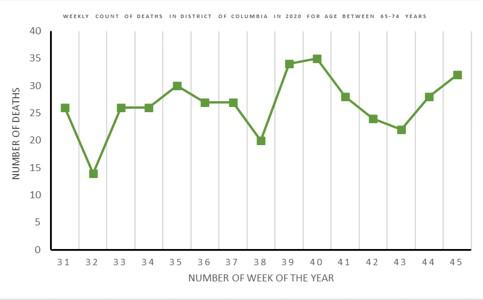 WEEKLY COUNT OF DEATHS IN DISTRICT OF COLUMBIA IN 2020 FOR AGE BETWEEN 65-74 YEARS
40
35
30
25
20
15
10
5
0
NUMBER OF DEATHS
31 32 33 34 35 36 37 38 39 40 41 42 43 44 45
NUMBER OF WEEK OF THE YEAR